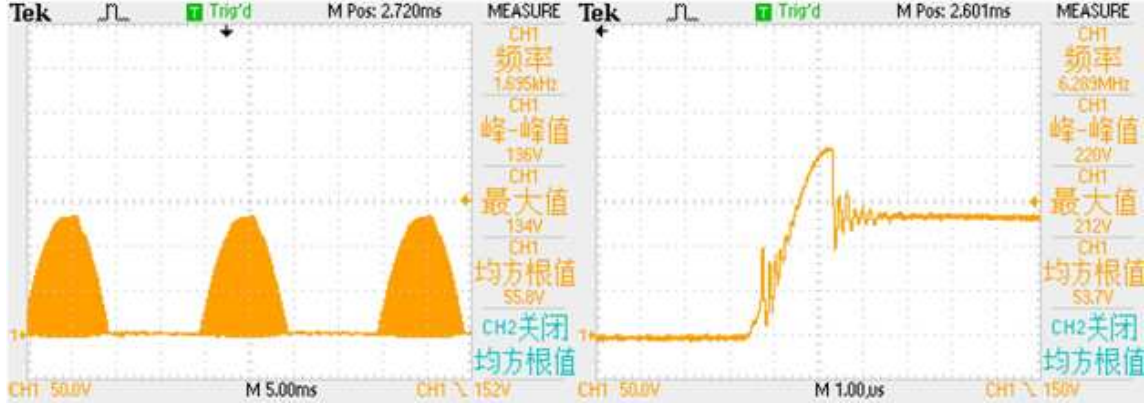 Tek T Trig'd M Pos: 2.720ms MEASURE
CH1
频率
1.695kHz
CH1
峰-峰值
136V
CH1
最大值
134V
CH1
均方根值
55.8V
CH2关闭
均方根值
1
CH1 50.0V M 5.00ms CH1 152V
Tek T Trig'd M Pos: 2.601ms MEASURE
CH1
频率
6.289MHz
CH1
峰-峰值
220V
CH1
最大值
212V
CH1
均方根值
53.7V
CH2关闭
均方根值
1
CH1 50.0V M 1.00µs CH1 150V